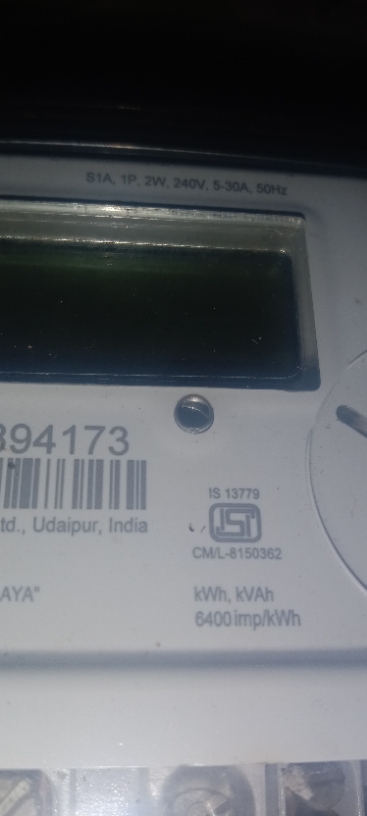 S1A, 1P, 2W, 240V, 5-30A, 50Hz
394173
td., Udaipur, India
IS 13779
ISI
CM/L-8150362
AYA"
kWh, kVAh
6400 imp/kWh